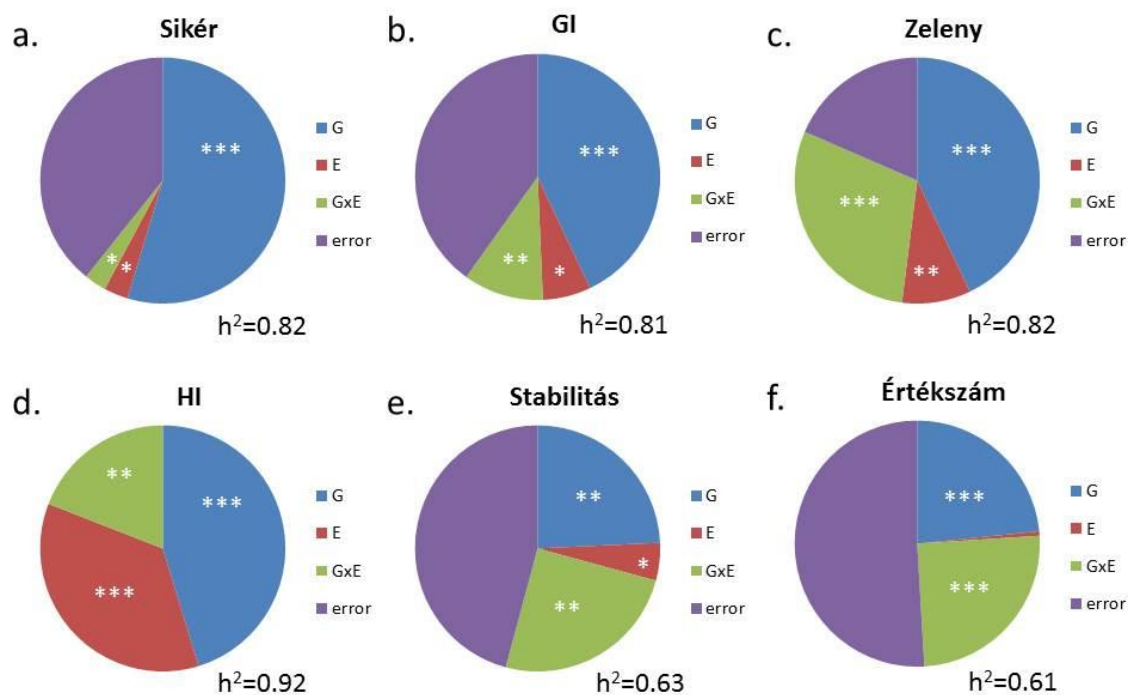 a.
Sikér
***
*
*
G
E
GxE
error
h²=0.82
b.
GI
***
*
**
G
E
GxE
error
h²=0.81
c.
Zeleny
***
**
***
G
E
GxE
error
h²=0.82
d.
HI
***
***
**
G
E
GxE
error
h²=0.92
e.
Stabilitás
**
*
**
G
E
GxE
error
h²=0.63
f.
Értékszám
***
***
G
E
GxE
error
h²=0.61